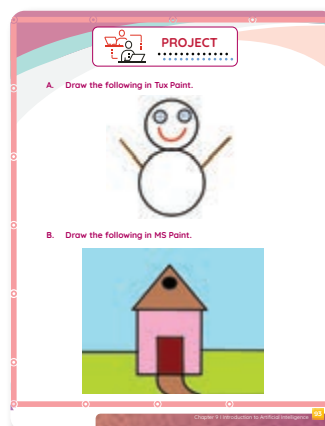 PROJECT
A. Draw the following in Tux Paint.
B. Draw the following in MS Paint.
Chapter 9 | Introduction to Artificial Intelligence 93